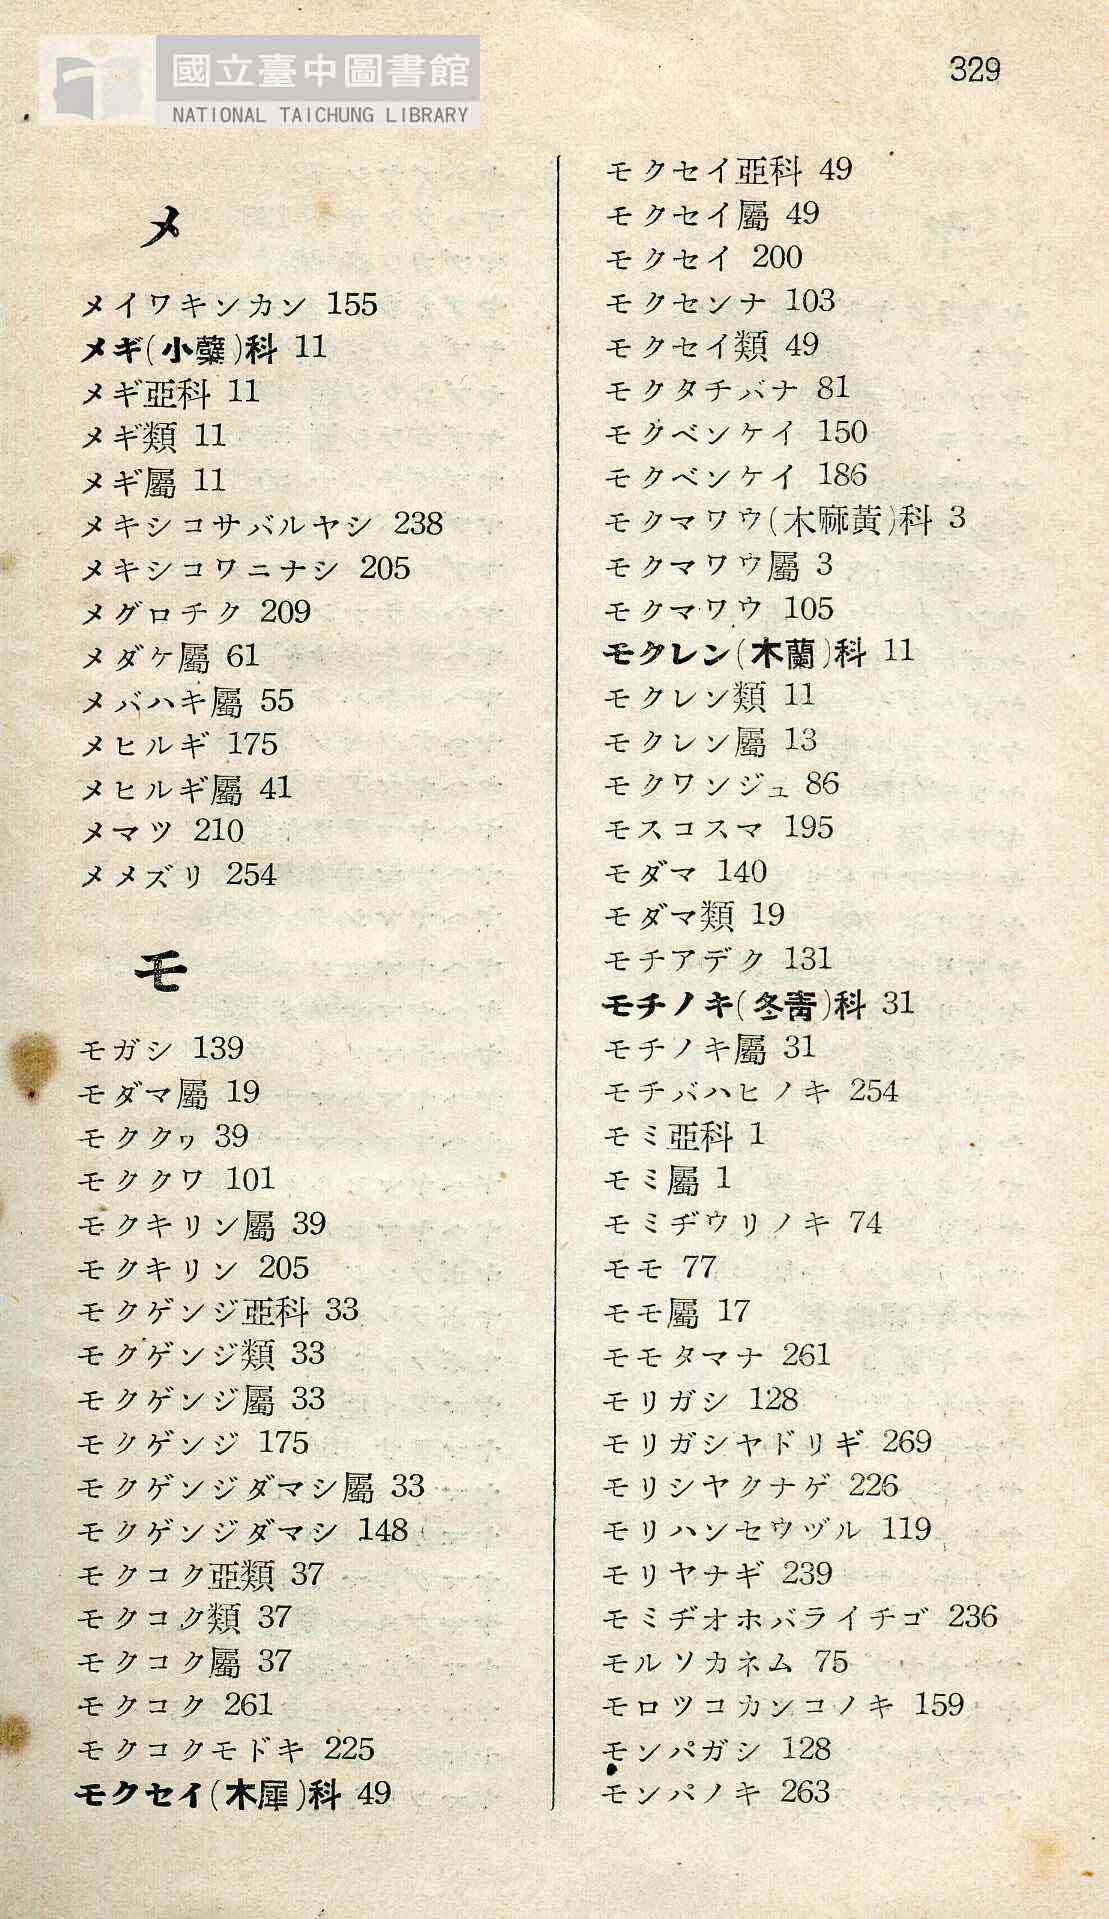 國立臺中圖書館
NATIONAL TAICHUNG LIBRARY
329
メ
メイワキンカン 155
メギ(小蘗)科 11
メギ亞科 11
メギ類 11
メギ屬 11
メキシコサバルヤシ 238
メキシコワニナシ 205
メグロチク 209
メダケ屬 61
メバハキ屬 55
メヒルギ 175
メヒルギ屬 41
メマツ 210
メメズリ 254
モ
モガシ 139
モダマ屬 19
モククヮ 39
モククワ 101
モクキリン屬 39
モクキリン 205
モクゲンジ亞科 33
モクゲンジ類 33
モクゲンジ屬 33
モクゲンジ 175
モクゲンジダマシ屬 33
モクゲンジダマシ 148
モクコク亞類 37
モクコク類 37
モクコク屬 37
モクコク 261
モクコクモドキ 225
モクセイ(木犀)科 49
モクセイ亞科 49
モクセイ屬 49
モクセイ 200
モクセンナ 103
モクセイ類 49
モクタチバナ 81
モクベンケイ 150
モクベンケイ 186
モクマワウ(木麻黃)科 3
モクマワウ屬 3
モクマワウ 105
モクレン(木蘭)科 11
モクレン類 11
モクレン屬 13
モクワンジュ 86
モスコスマ 195
モダマ 140
モダマ類 19
モチアデク 131
モチノキ(冬青)科 31
モチノキ屬 31
モチバハヒノキ 254
モミ亞科 1
モミ屬 1
モミヂウリノキ 74
モモ 77
モモ屬 17
モモタマナ 261
モリガシ 128
モリガシヤドリギ 269
モリシヤクナゲ 226
モリハンセウヅル 119
モリヤナギ 239
モミヂオホバライチゴ 236
モルソカネム 75
モロツコカンコノキ 159
モンパガシ 128
モンパノキ 263